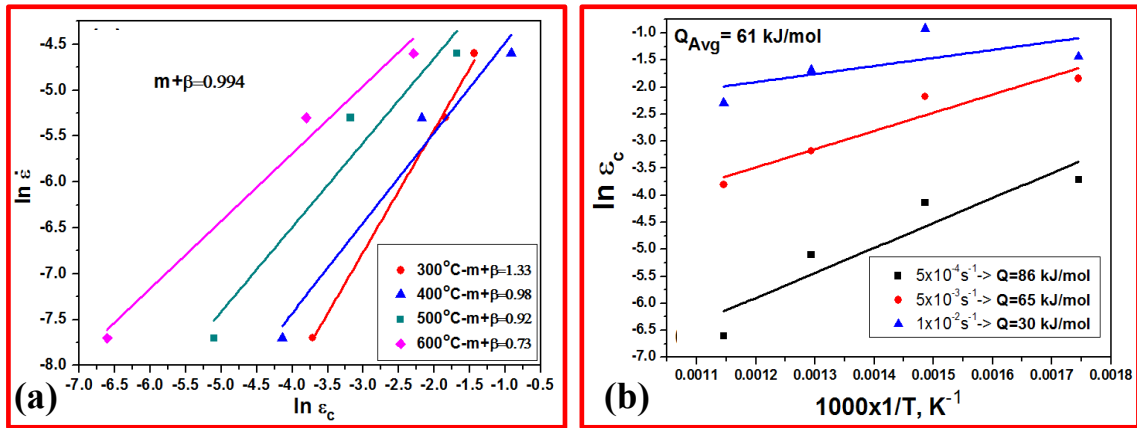 -4.5
-5.0
-5.5
-6.0
-6.5
-7.0
-7.5
-8.0
ln ε̇
m+β=0.994
300°C-m+β=1.33
400°C-m+β=0.98
500°C-m+β=0.92
600°C-m+β=0.73
-7.0 -6.5 -6.0 -5.5 -5.0 -4.5 -4.0 -3.5 -3.0 -2.5 -2.0 -1.5 -1.0 -0.5
ln εc
(a)
-1.0
-1.5
-2.0
-2.5
-3.0
-3.5
-4.0
-4.5
-5.0
-5.5
-6.0
-6.5
-7.0
ln εc
QAvg= 61 kJ/mol
5x10⁻⁴s⁻¹-> Q=86 kJ/mol
5x10⁻³s⁻¹-> Q=65 kJ/mol
1x10⁻²s⁻¹-> Q=30 kJ/mol
0.0011 0.0012 0.0013 0.0014 0.0015 0.0016 0.0017 0.0018
1000x1/T, K⁻¹
(b)